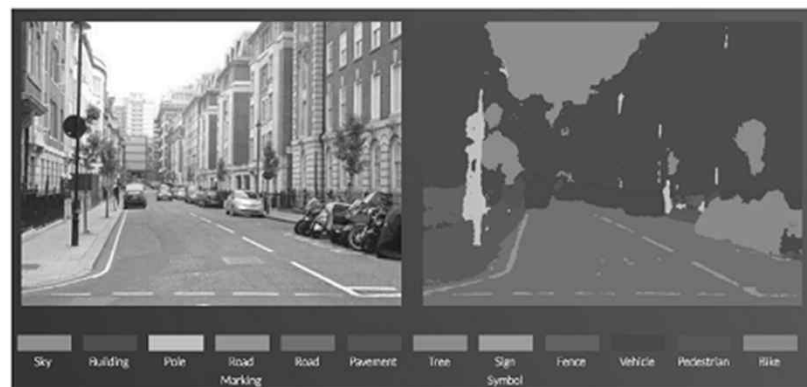 Sky Building Pole Road Road Pavement Tree Sign Fence Vehicle Pedestrian Bike
Marking Symbol